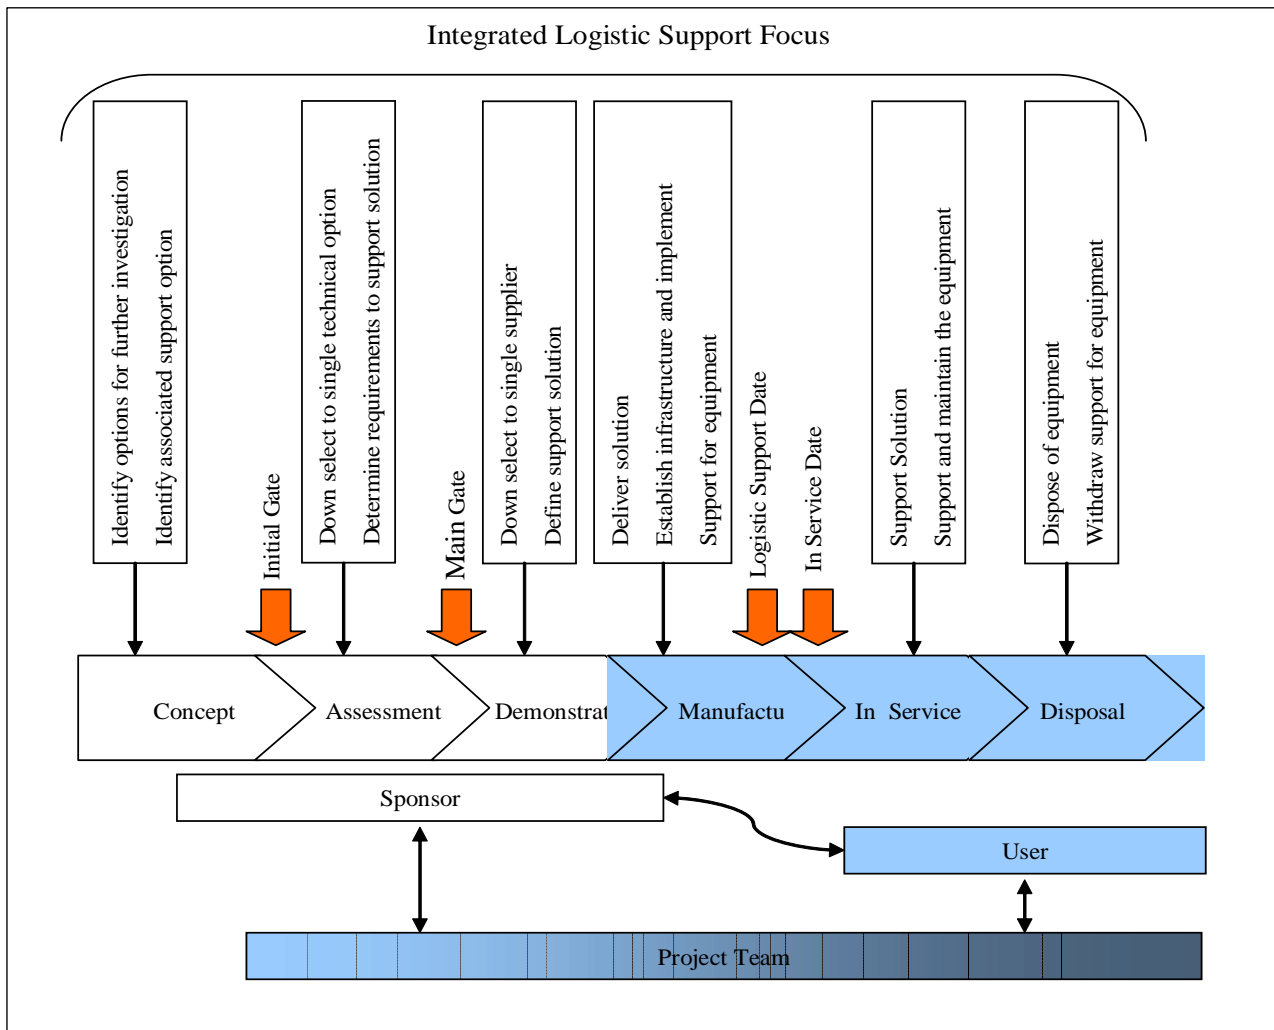 Integrated Logistic Support Focus
Identify options for further investigation
Identify associated support option
Initial Gate
Down select to single technical option
Determine requirements to support solution
Main Gate
Down select to single supplier
Define support solution
Deliver solution
Establish infrastructure and implement
Support for equipment
Logistic Support Date
In Service Date
Support Solution
Support and maintain the equipment
Dispose of equipment
Withdraw support for equipment
Concept
Assessment
Demonstrat
Manufactu
In Service
Disposal
Sponsor
User
Project Team